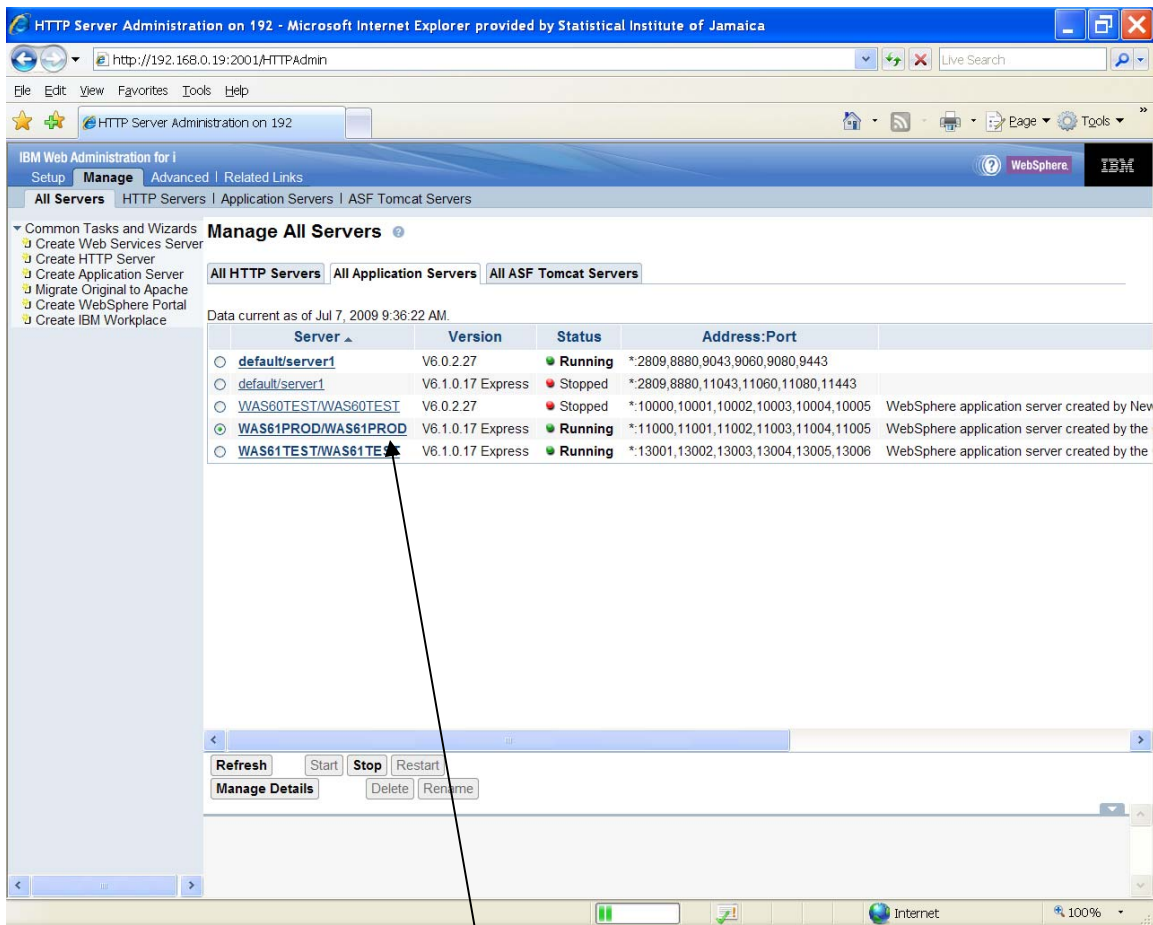 HTTP Server Administration on 192 - Microsoft Internet Explorer provided by Statistical Institute of Jamaica
http://192.168.0.19:2001/HTTPAdmin
Live Search
File Edit View Favorites Tools Help
HTTP Server Administration on 192
Page Tools
IBM Web Administration for i
WebSphere.
IBM
Setup Manage Advanced | Related Links
All Servers HTTP Servers | Application Servers | ASF Tomcat Servers
Common Tasks and Wizards
Create Web Services Server
Create HTTP Server
Create Application Server
Migrate Original to Apache
Create WebSphere Portal
Create IBM Workplace
Manage All Servers
All HTTP Servers All Application Servers All ASF Tomcat Servers
Data current as of Jul 7, 2009 9:36:22 AM.
Server Version Status Address:Port
default/server1 V6.0.2.27 Running *:2809,8880,9043,9060,9080,9443
default/server1 V6.1.0.17 Express Stopped *:2809,8880,11043,11060,11080,11443
WAS60TEST/WAS60TEST V6.0.2.27 Stopped *:10000,10001,10002,10003,10004,10005 WebSphere application server created by New
WAS61PROD/WAS61PROD V6.1.0.17 Express Running *:11000,11001,11002,11003,11004,11005 WebSphere application server created by the
WAS61TEST/WAS61TEST V6.1.0.17 Express Running *:13001,13002,13003,13004,13005,13006 WebSphere application server created by the
Refresh Start Stop Restart
Manage Details Delete Rename
Internet 100%